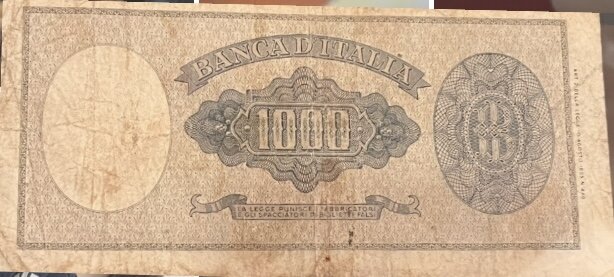 BANCA D'ITALIA
1000
LA LEGGE PUNISCE I FABBRICATORI
E GLI SPACCIATORI DI BIGLIETTI FALSI